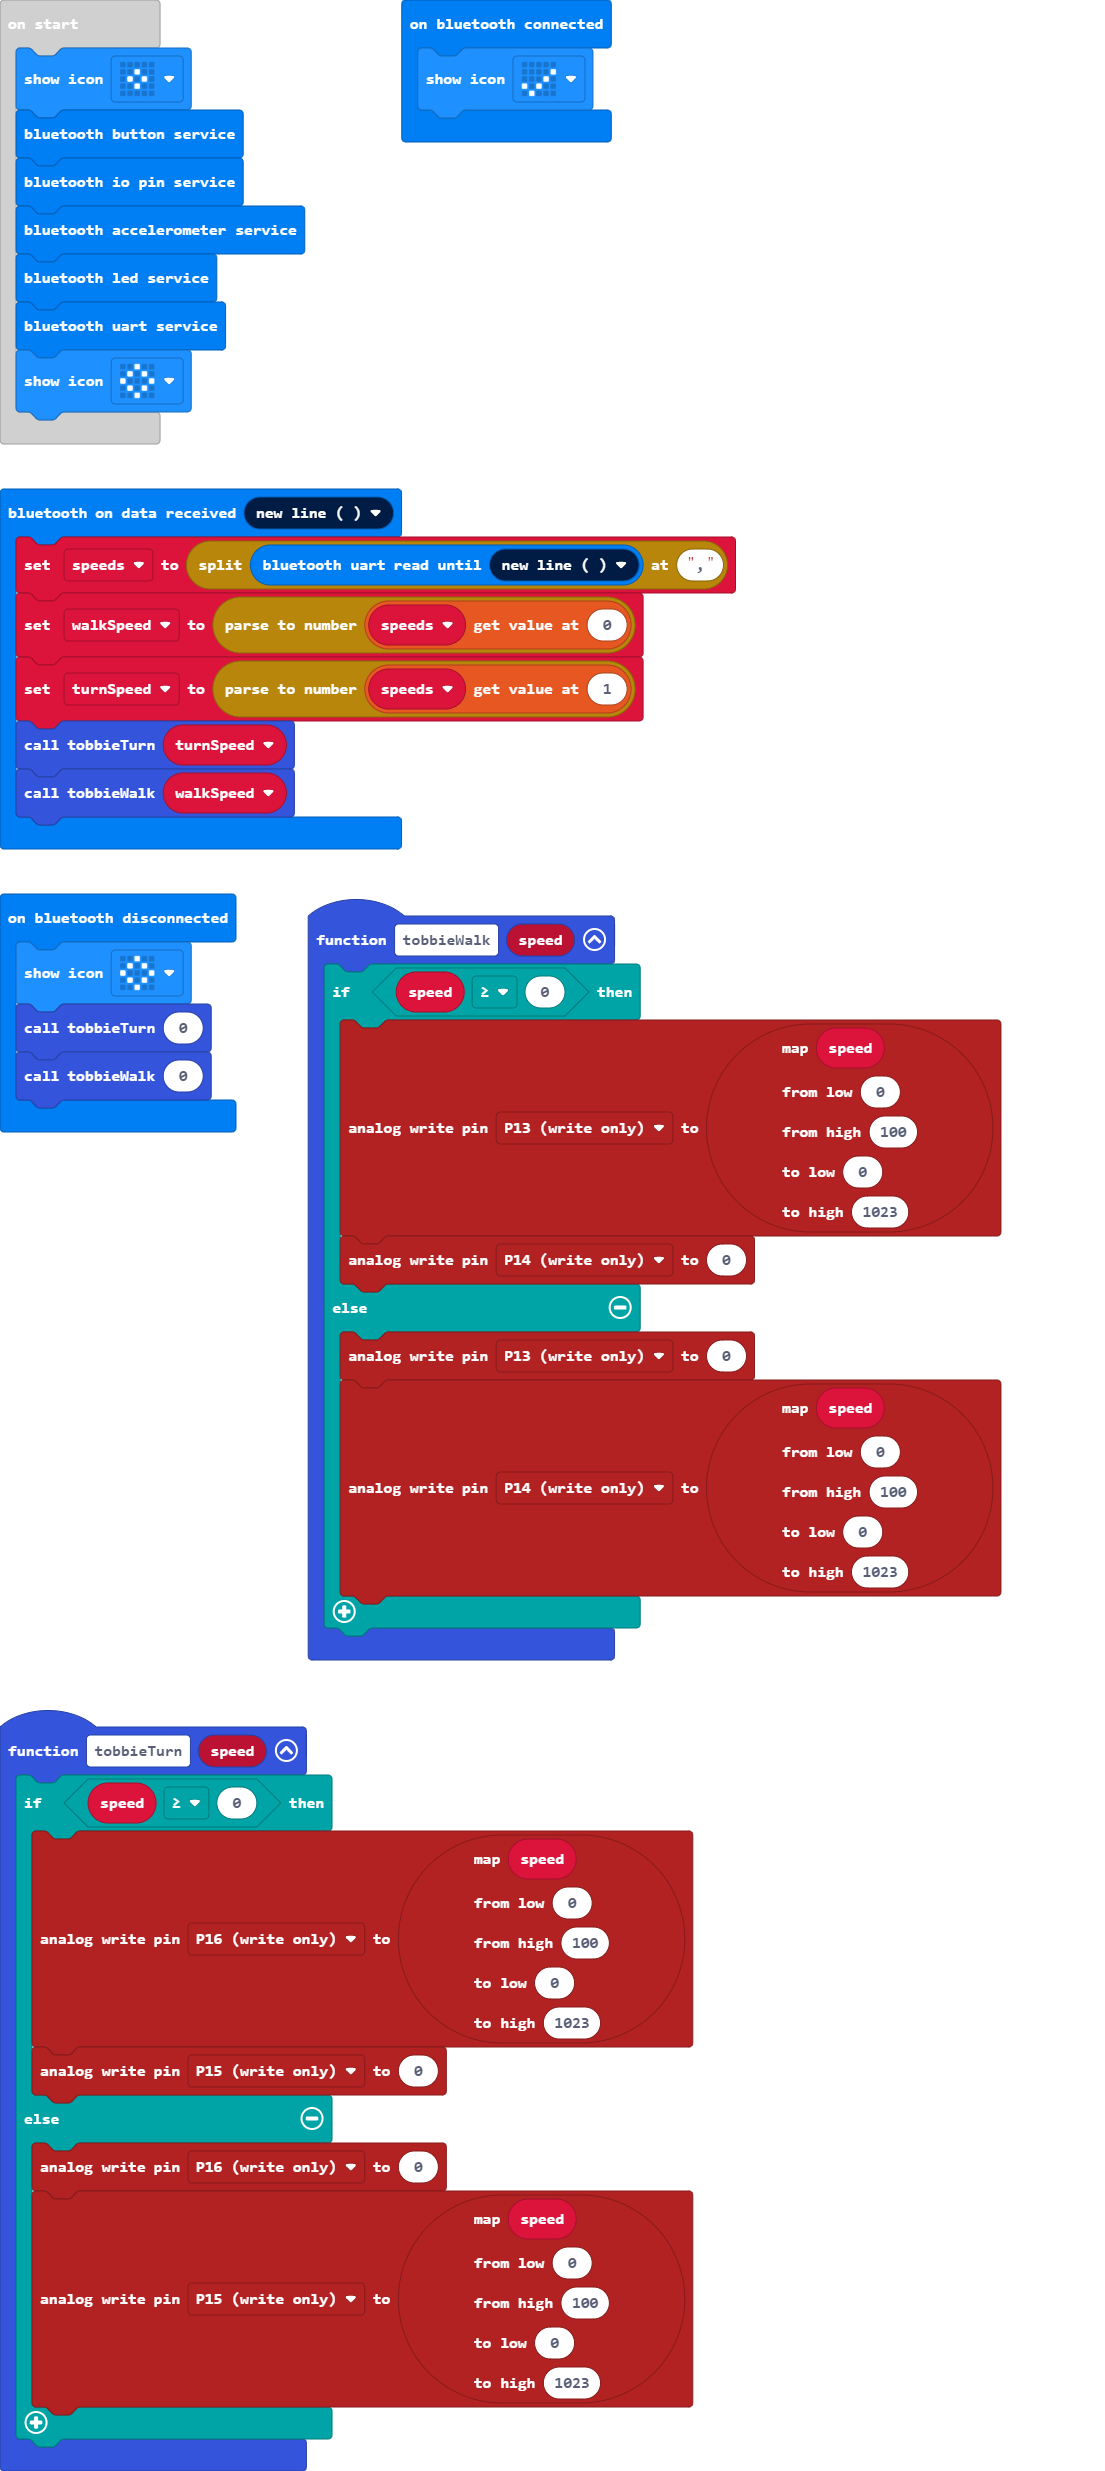 on start
show icon
bluetooth button service
bluetooth io pin service
bluetooth accelerometer service
bluetooth led service
bluetooth uart service
show icon
on bluetooth connected
show icon
bluetooth on data received new line ( )
set speeds to split bluetooth uart read until new line ( ) at ","
set walkSpeed to parse to number speeds get value at 0
set turnSpeed to parse to number speeds get value at 1
call tobbieTurn turnSpeed
call tobbieWalk walkSpeed
on bluetooth disconnected
show icon
call tobbieTurn 0
call tobbieWalk 0
function tobbieWalk speed
if speed ≥ 0 then
map speed
from low 0
analog write pin P13 (write only) to
from high 100
to low 0
to high 1023
analog write pin P14 (write only) to 0
else
analog write pin P13 (write only) to 0
map speed
from low 0
analog write pin P14 (write only) to
from high 100
to low 0
to high 1023
function tobbieTurn speed
if speed ≥ 0 then
map speed
from low 0
analog write pin P16 (write only) to
from high 100
to low 0
to high 1023
analog write pin P15 (write only) to 0
else
analog write pin P16 (write only) to 0
map speed
from low 0
analog write pin P15 (write only) to
from high 100
to low 0
to high 1023